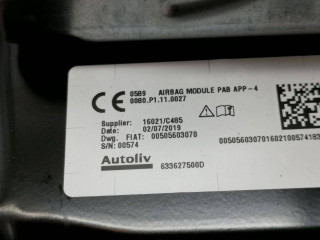 CE 0589 AIRBAG MODULE PAB APP-4
0080.P1.11.0027
Supplier: 16021/C485
Date: 02/07/2019
Dwg. FIAT: 00505603070
S/N: 00574
005056030701602100574183
Autoliv 633627500D